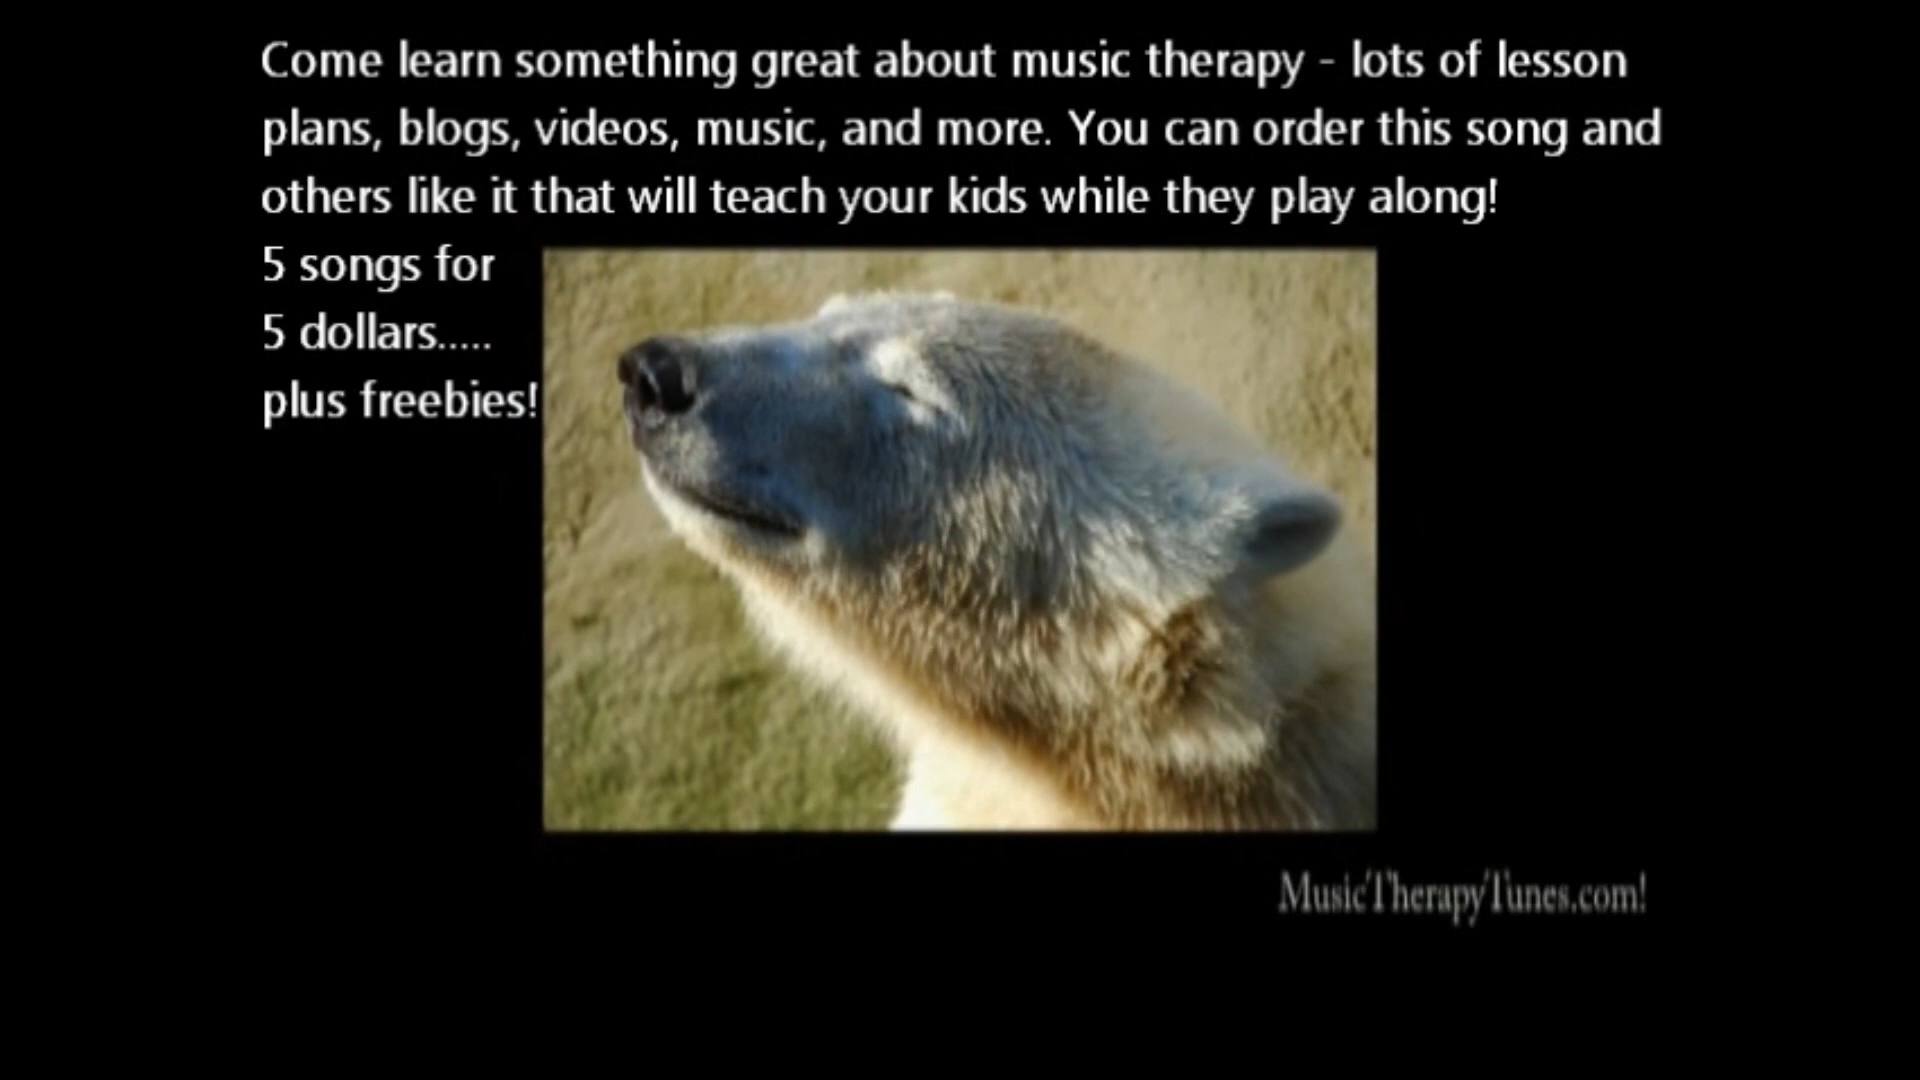 Come learn something great about music therapy - lots of lesson
plans, blogs, videos, music, and more. You can order this song and
others like it that will teach your kids while they play along!
5 songs for
5 dollars.....
plus freebies!
MusicTherapyTunes.com!